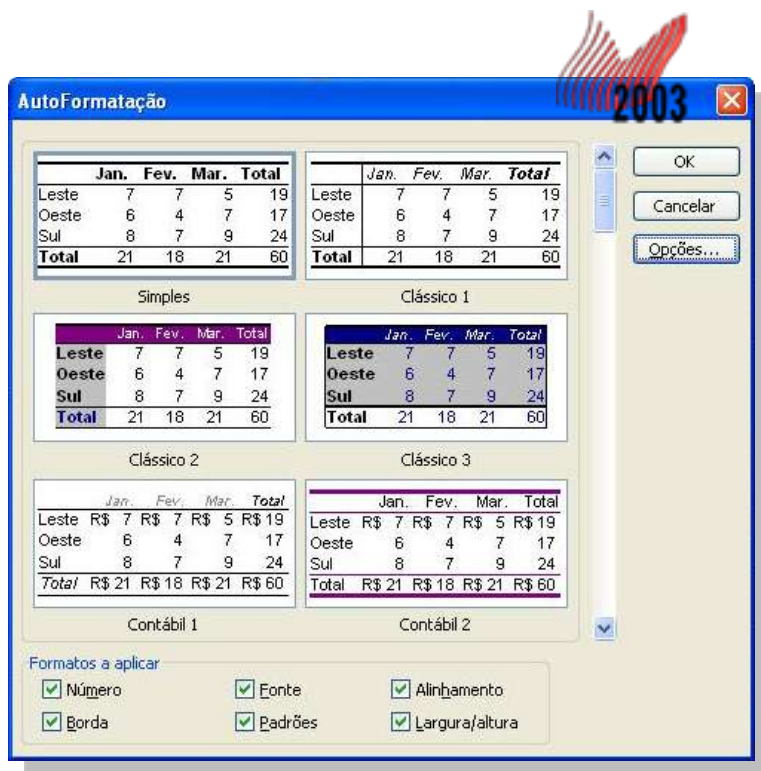 2003
AutoFormatação
OK
Cancelar
Opções...
Jan. Fev. Mar. Total
Leste 7 7 5 19
Oeste 6 4 7 17
Sul 8 7 9 24
Total 21 18 21 60
Simples
Jan. Fev. Mar. Total
Leste 7 7 5 19
Oeste 6 4 7 17
Sul 8 7 9 24
Total 21 18 21 60
Clássico 1
Jan. Fev. Mar. Total
Leste 7 7 5 19
Oeste 6 4 7 17
Sul 8 7 9 24
Total 21 18 21 60
Clássico 2
Jan. Fev. Mar. Total
Leste 7 7 5 19
Oeste 6 4 7 17
Sul 8 7 9 24
Total 21 18 21 60
Clássico 3
Jan. Fev. Mar. Total
Leste R$ 7 R$ 7 R$ 5 R$ 19
Oeste 6 4 7 17
Sul 8 7 9 24
Total R$ 21 R$ 18 R$ 21 R$ 60
Contábil 1
Jan. Fev. Mar. Total
Leste R$ 7 R$ 7 R$ 5 R$ 19
Oeste 6 4 7 17
Sul 8 7 9 24
Total R$ 21 R$ 18 R$ 21 R$ 60
Contábil 2
Formatos a aplicar
Número Fonte Alinhamento
Borda Padrões Largura/altura